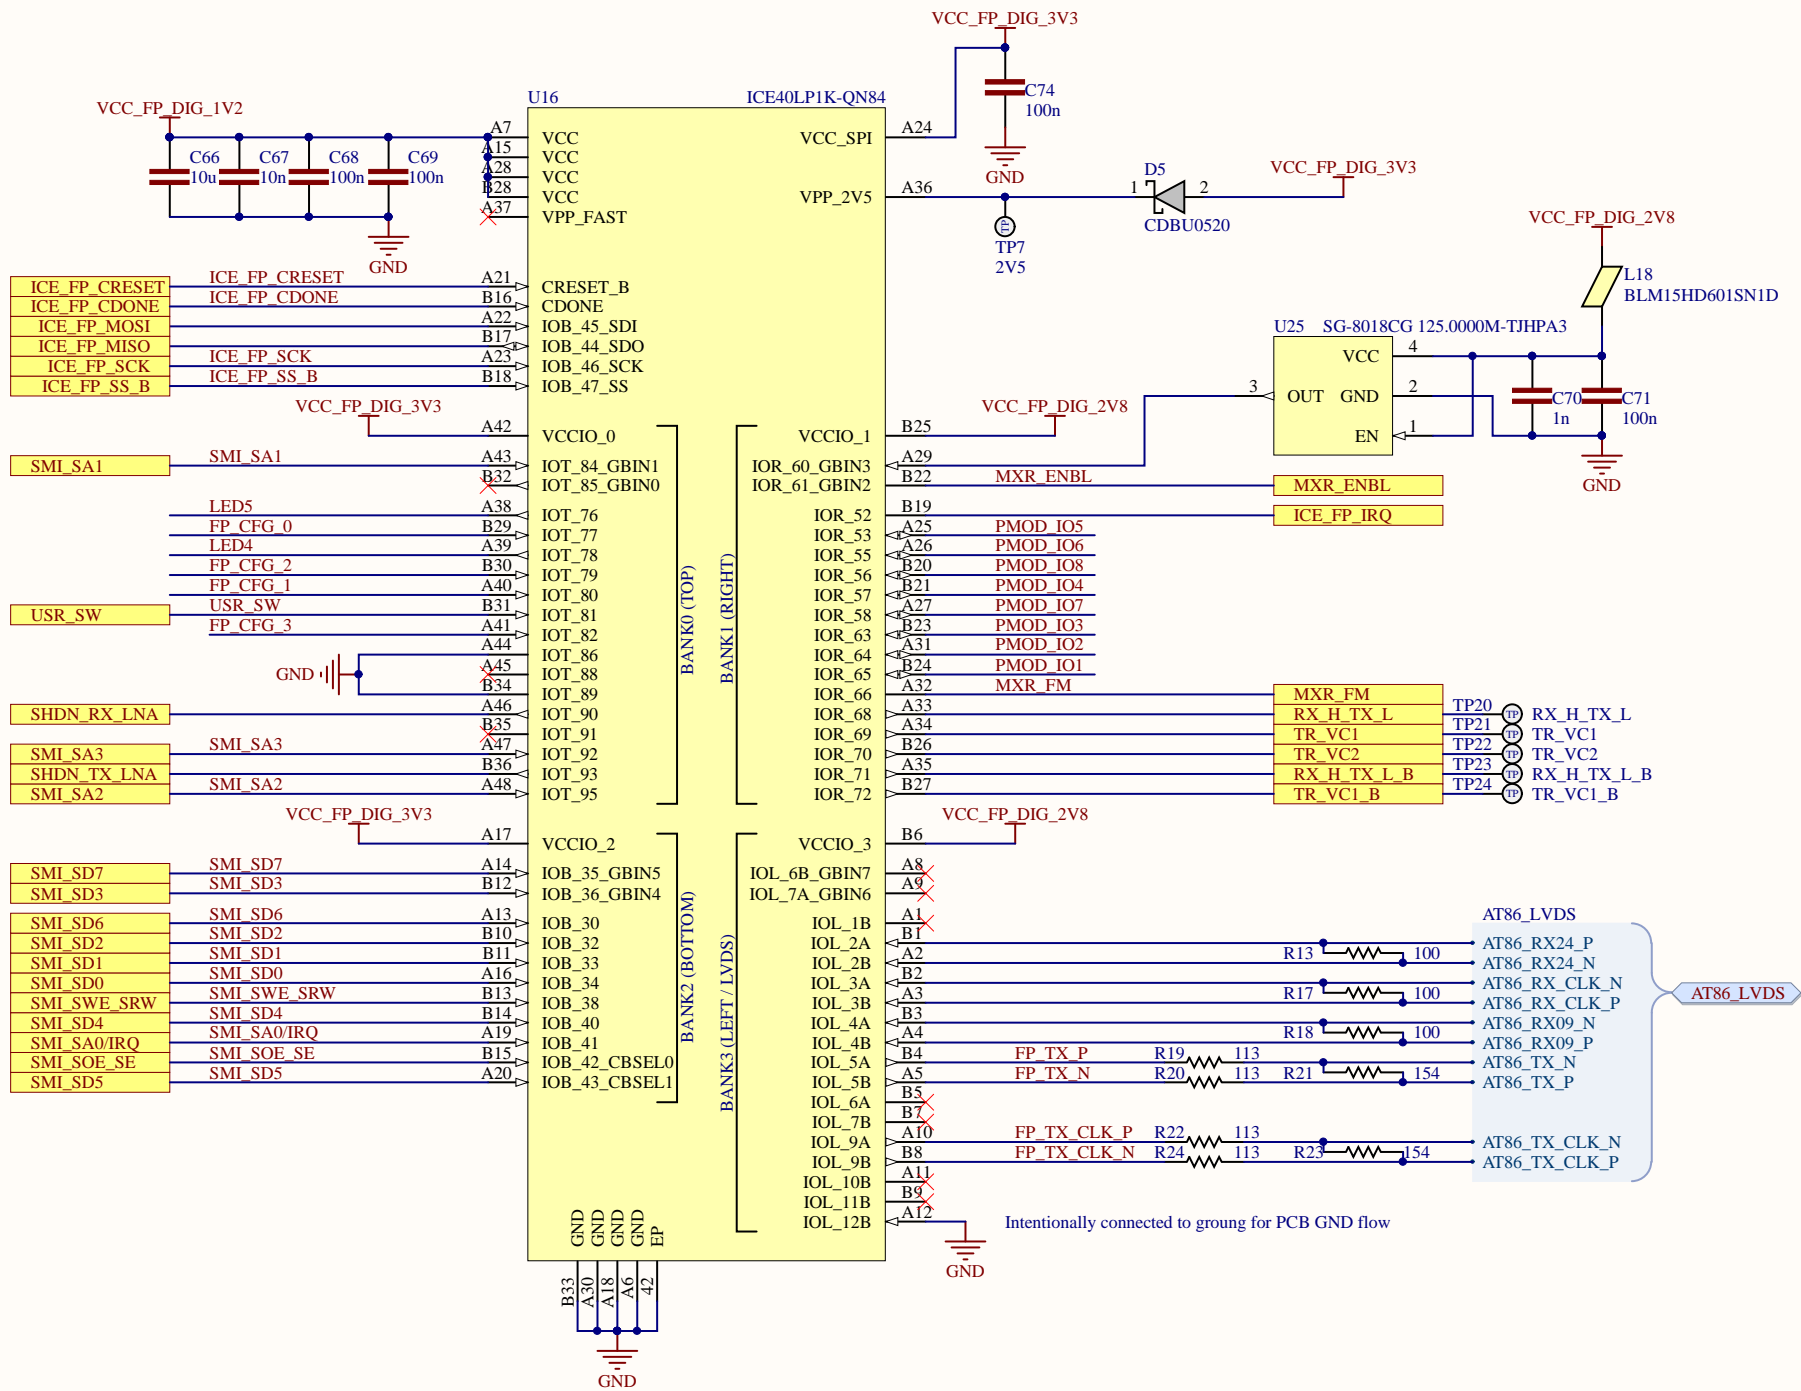 VCC_FP_DIG_3V3
C74
100n
GND
U16
ICE40LP1K-QN84
VCC_FP_DIG_1V2
C66
10u
C67
10n
C68
100n
C69
100n
GND
A7 VCC
A15 VCC
A28 VCC
B28 VCC
A37 VPP_FAST
VCC_SPI A24
VPP_2V5 A36
TP
TP7
2V5
D5
1 2
CDBU0520
VCC_FP_DIG_3V3
VCC_FP_DIG_2V8
L18
BLM15HD601SN1D
U25 SG-8018CG 125.0000M-TJHPA3
VCC 4
3 OUT GND 2
EN 1
C70
1n
C71
100n
GND
ICE_FP_CRESET ICE_FP_CRESET A21 CRESET_B
ICE_FP_CDONE ICE_FP_CDONE B16 CDONE
ICE_FP_MOSI A22 IOB_45_SDI
ICE_FP_MISO B17 IOB_44_SDO
ICE_FP_SCK ICE_FP_SCK A23 IOB_46_SCK
ICE_FP_SS_B ICE_FP_SS_B B18 IOB_47_SS
VCC_FP_DIG_3V3
A42 VCCIO_0
SMI_SA1 SMI_SA1 A43 IOT_84_GBIN1
B32 IOT_85_GBIN0
LED5 A38 IOT_76
FP_CFG_0 B29 IOT_77
LED4 A39 IOT_78
FP_CFG_2 B30 IOT_79
FP_CFG_1 A40 IOT_80
USR_SW USR_SW B31 IOT_81
FP_CFG_3 A41 IOT_82
A44 IOT_86
GND A45 IOT_88
B34 IOT_89
SHDN_RX_LNA A46 IOT_90
B35 IOT_91
SMI_SA3 SMI_SA3 A47 IOT_92
SHDN_TX_LNA B36 IOT_93
SMI_SA2 SMI_SA2 A48 IOT_95
BANK0 (TOP)
BANK1 (RIGHT)
VCC_FP_DIG_2V8
VCCIO_1 B25
IOR_60_GBIN3 A29
IOR_61_GBIN2 B22 MXR_ENBL MXR_ENBL
IOR_52 B19 ICE_FP_IRQ
IOR_53 A25 PMOD_IO5
IOR_55 A26 PMOD_IO6
IOR_56 B20 PMOD_IO8
IOR_57 B21 PMOD_IO4
IOR_58 A27 PMOD_IO7
IOR_63 B23 PMOD_IO3
IOR_64 A31 PMOD_IO2
IOR_65 B24 PMOD_IO1
IOR_66 A32 MXR_FM MXR_FM
IOR_68 A33 RX_H_TX_L TP20 TP RX_H_TX_L
IOR_69 A34 TR_VC1 TP21 TP TR_VC1
IOR_70 B26 TR_VC2 TP22 TP TR_VC2
IOR_71 A35 RX_H_TX_L_B TP23 TP RX_H_TX_L_B
IOR_72 B27 TR_VC1_B TP24 TP TR_VC1_B
VCC_FP_DIG_3V3
A17 VCCIO_2
SMI_SD7 SMI_SD7 A14 IOB_35_GBIN5
SMI_SD3 SMI_SD3 B12 IOB_36_GBIN4
SMI_SD6 SMI_SD6 A13 IOB_30
SMI_SD2 SMI_SD2 B10 IOB_32
SMI_SD1 SMI_SD1 B11 IOB_33
SMI_SD0 SMI_SD0 A16 IOB_34
SMI_SWE_SRW SMI_SWE_SRW B13 IOB_38
SMI_SD4 SMI_SD4 B14 IOB_40
SMI_SA0/IRQ SMI_SA0/IRQ A19 IOB_41
SMI_SOE_SE SMI_SOE_SE B15 IOB_42_CBSEL0
SMI_SD5 SMI_SD5 A20 IOB_43_CBSEL1
BANK2 (BOTTOM)
BANK3 (LEFT / LVDS)
VCC_FP_DIG_2V8
VCCIO_3 B6
IOL_6B_GBIN7 A8
IOL_7A_GBIN6 A9
IOL_1B A1
AT86_LVDS
IOL_2A B1 AT86_RX24_P
R13 100
IOL_2B A2 AT86_RX24_N
IOL_3A B2 AT86_RX_CLK_N
R17 100
IOL_3B A3 AT86_RX_CLK_P
AT86_LVDS
IOL_4A B3 AT86_RX09_N
R18 100
IOL_4B A4 AT86_RX09_P
IOL_5A B4 FP_TX_P R19 113 AT86_TX_N
R21 154
IOL_5B A5 FP_TX_N R20 113 AT86_TX_P
IOL_6A B5
IOL_7B B7
IOL_9A A10 FP_TX_CLK_P R22 113 AT86_TX_CLK_N
R23 154
IOL_9B B8 FP_TX_CLK_N R24 113 AT86_TX_CLK_P
IOL_10B A11
IOL_11B B9
IOL_12B A12
Intentionally connected to groung for PCB GND flow
GND
GND GND GND GND EP
B33 A30 A18 A6 42
GND